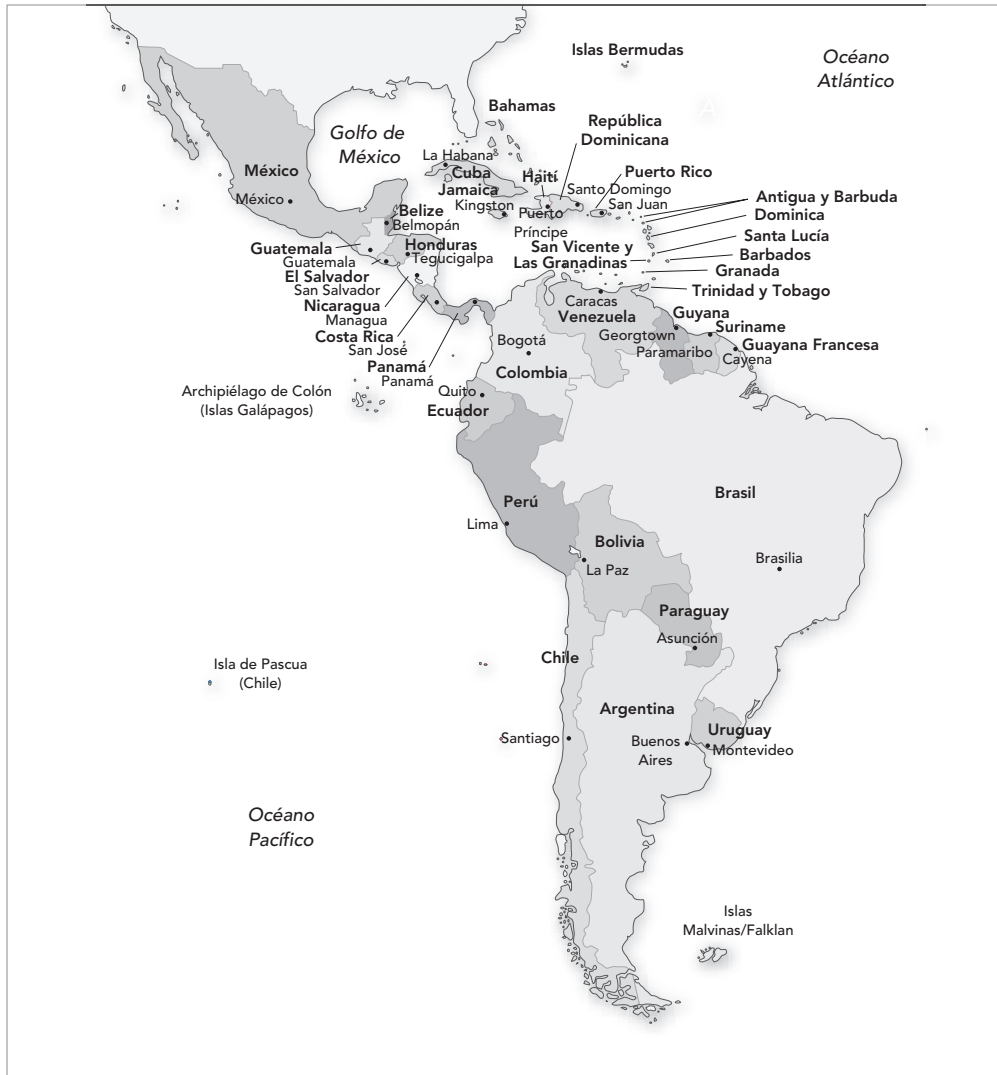 Islas Bermudas
Océano
Atlántico
Bahamas
República
Dominicana
Golfo de
México
La Habana
Cuba
Haití
Puerto Rico
México
Jamaica
Santo Domingo
San Juan
Antigua y Barbuda
México
Kingston
Puerto
Príncipe
Dominica
Belize
Belmopán
Santa Lucía
Guatemala
Guatemala
Honduras
Tegucigalpa
San Vicente y
Las Granadinas
Barbados
Granada
El Salvador
San Salvador
Trinidad y Tobago
Nicaragua
Managua
Caracas
Venezuela
Guyana
Georgtown
Suriname
Costa Rica
San José
Bogotá
Paramaribo
Guayana Francesa
Cayena
Panamá
Panamá
Colombia
Archipiélago de Colón
(Islas Galápagos)
Quito
Ecuador
Brasil
Perú
Lima
Bolivia
La Paz
Brasilia
Paraguay
Asunción
Isla de Pascua
(Chile)
Chile
Argentina
Santiago
Buenos
Aires
Uruguay
Montevideo
Océano
Pacífico
Islas
Malvinas/Falklan